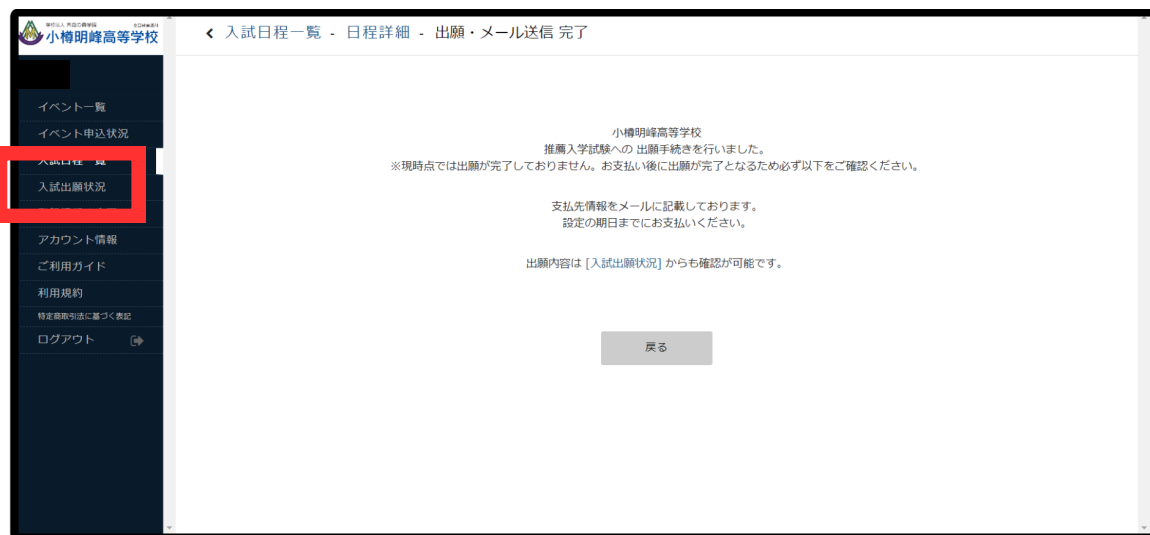 小樽明峰高等学校
イベント一覧
イベント申込状況
入試日程一覧
入試出願状況
アカウント情報
ご利用ガイド
利用規約
特定商取引法に基づく表記
ログアウト
入試日程一覧 - 日程詳細 - 出願・メール送信 完了
小樽明峰高等学校
推薦入学試験への 出願手続きを行いました。
※現時点では出願が完了しておりません。お支払い後に出願が完了となるため必ず以下をご確認ください。
支払先情報をメールに記載しております。
設定の期日までにお支払いください。
出願内容は [入試出願状況] からも確認が可能です。
戻る